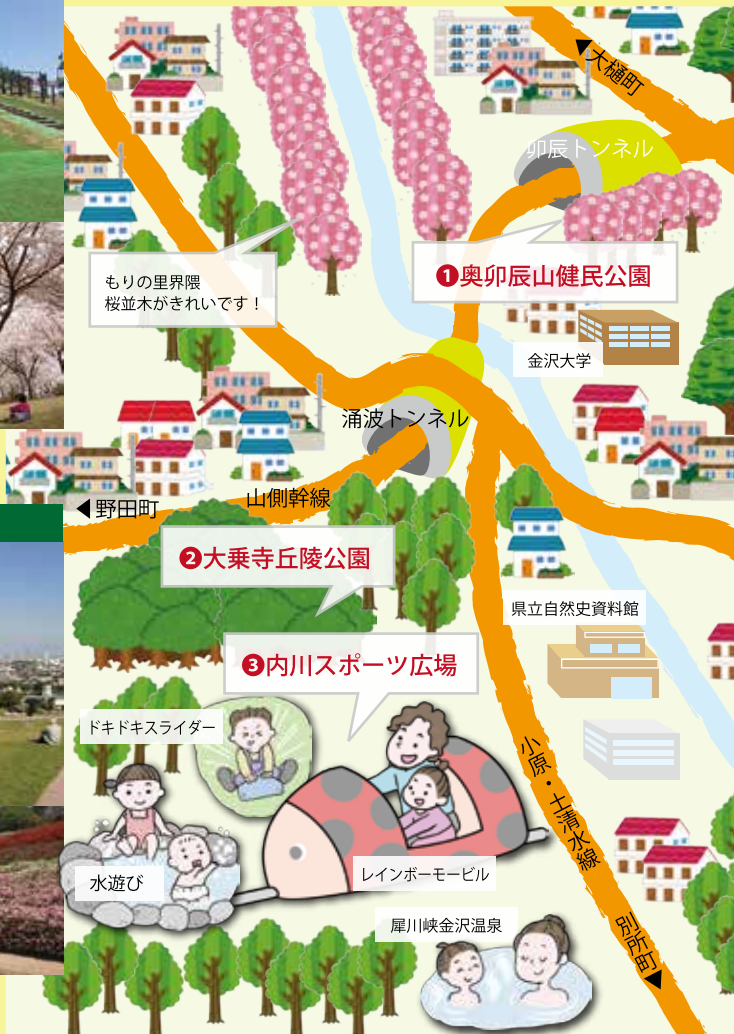 大樋町
卯辰トンネル
もりの里界隈
桜並木がきれいです！
❶奥卯辰山健民公園
金沢大学
涌波トンネル
山側幹線
野田町
❷大乗寺丘陵公園
県立自然史資料館
❸内川スポーツ広場
ドキドキスライダー
小原・土清水線
水遊び
レインボーモービル
犀川峡金沢温泉
別所町